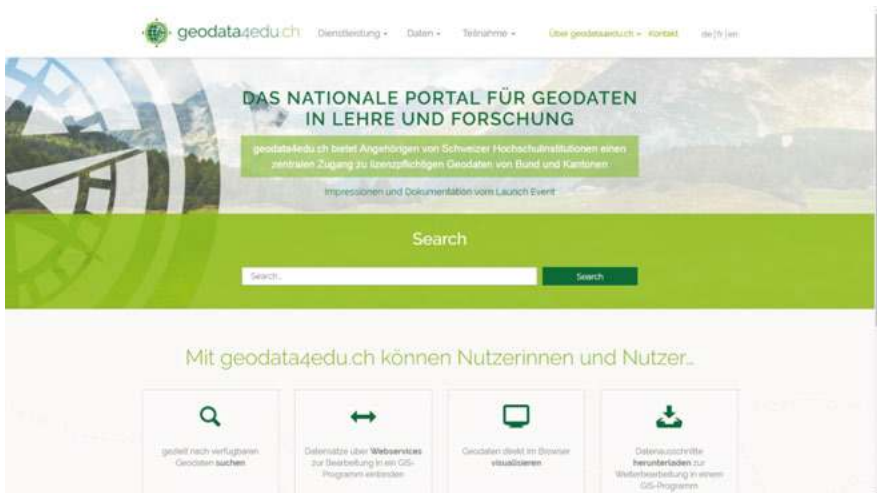 geodata4edu.ch Dienstleistung Daten Teilnahme Über geodata4edu.ch Kontakt de | fr | en
DAS NATIONALE PORTAL FÜR GEODATEN
IN LEHRE UND FORSCHUNG
geodata4edu.ch bietet Angehörigen von Schweizer Hochschulinstitutionen einen
zentralen Zugang zu lizenzpflichtigen Geodaten von Bund und Kantonen
Impressionen und Dokumentation vom Launch Event
Search
Search...
Search
Mit geodata4edu.ch können Nutzerinnen und Nutzer...
gezielt nach verfügbaren
Geodaten suchen
Datensätze über Webservices
zur Bearbeitung in ein GIS-
Programm einbinden
Geodaten direkt im Browser
visualisieren
Datenausschnitte
herunterladen zur
Weiterbearbeitung in einem
GIS-Programm